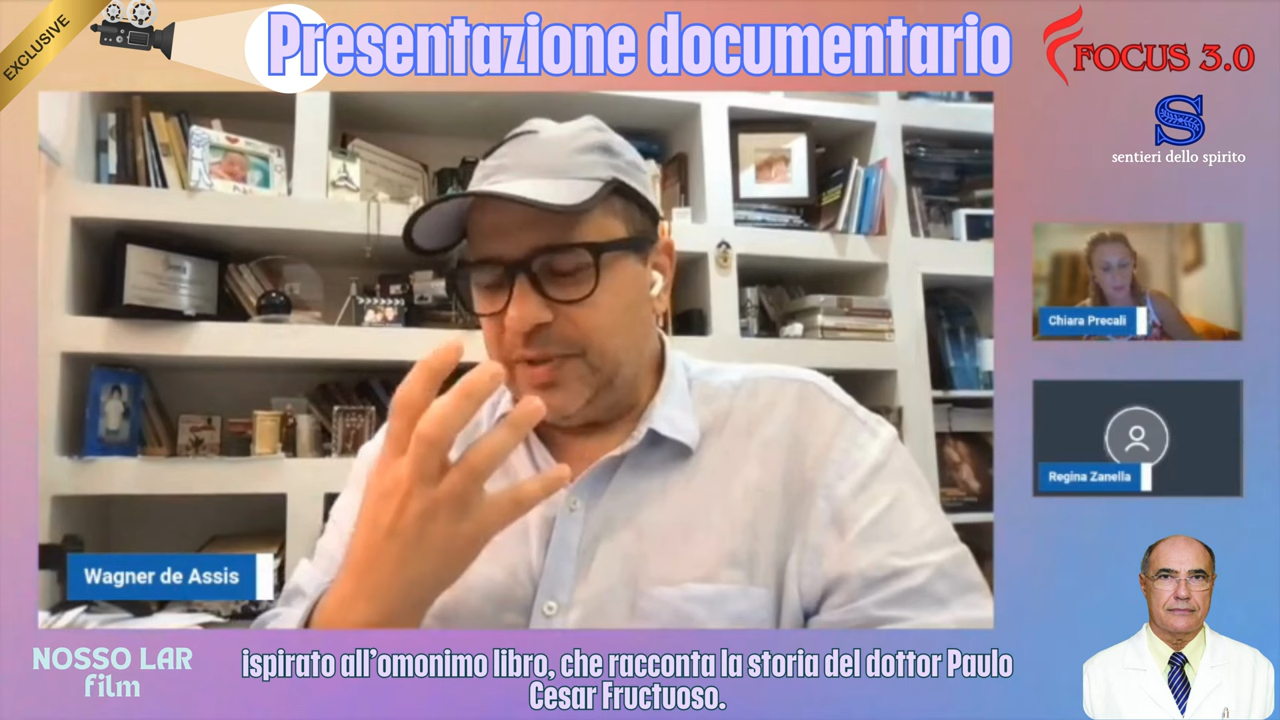 EXCLUSIVE
Presentazione documentario
FOCUS 3.0
S
sentieri dello spirito
Chiara Precali
Regina Zanella
Wagner de Assis
NOSSO LAR
film
ispirato all'omonimo libro, che racconta la storia del dottor Paulo
Cesar Fructuoso.